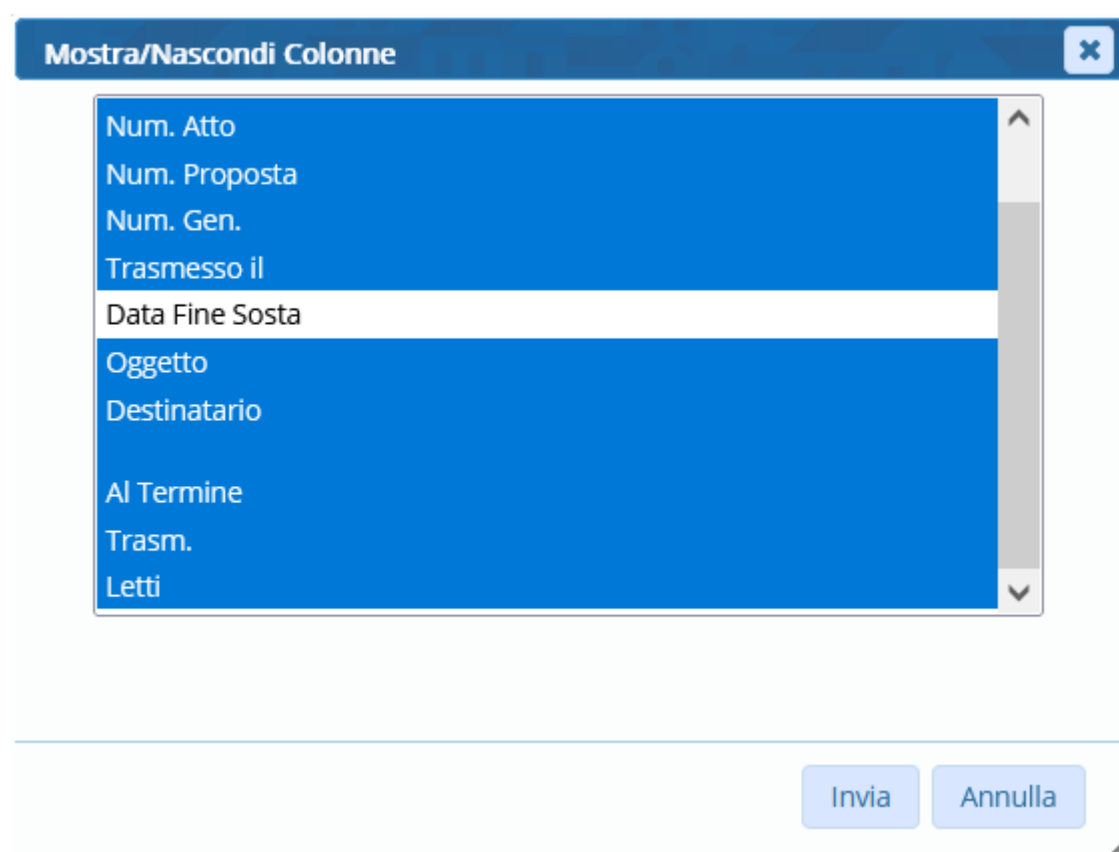 Mostra/Nascondi Colonne
Num. Atto
Num. Proposta
Num. Gen.
Trasmesso il
Data Fine Sosta
Oggetto
Destinatario
Al Termine
Trasm.
Letti
Invia
Annulla